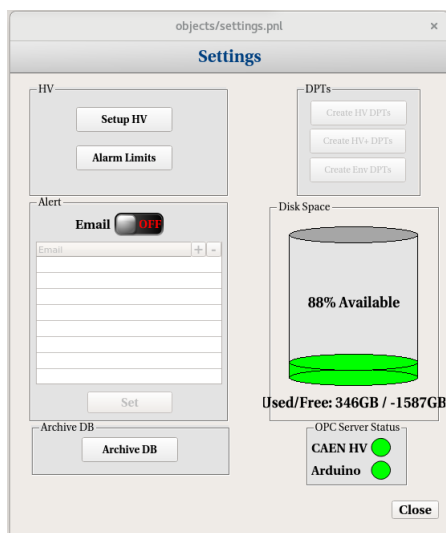 objects/settings.pnl ×
Settings
HV
Setup HV
Alarm Limits
DPTs
Create HV DPTs
Create HV+ DPTs
Create Env DPTs
Alert
Email OFF
Email + -
Set
Disk Space
88% Available
Used/Free: 346GB / -1587GB
Archive DB
Archive DB
OPC Server Status
CAEN HV
Arduino
Close